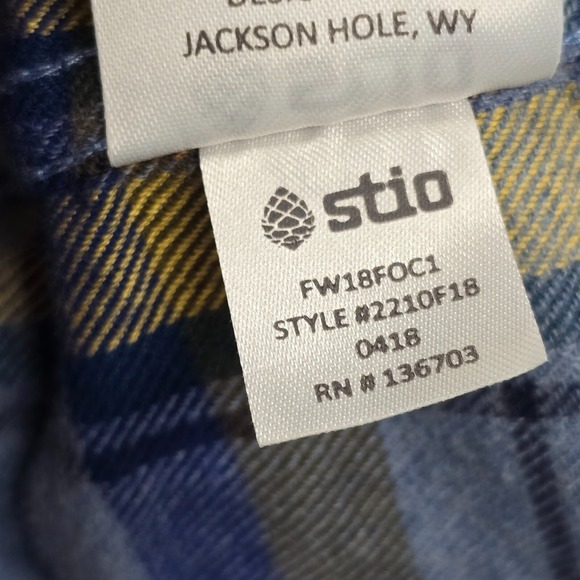 JACKSON HOLE, WY
stio
FW18FOC1
STYLE #2210F18
0418
RN # 136703